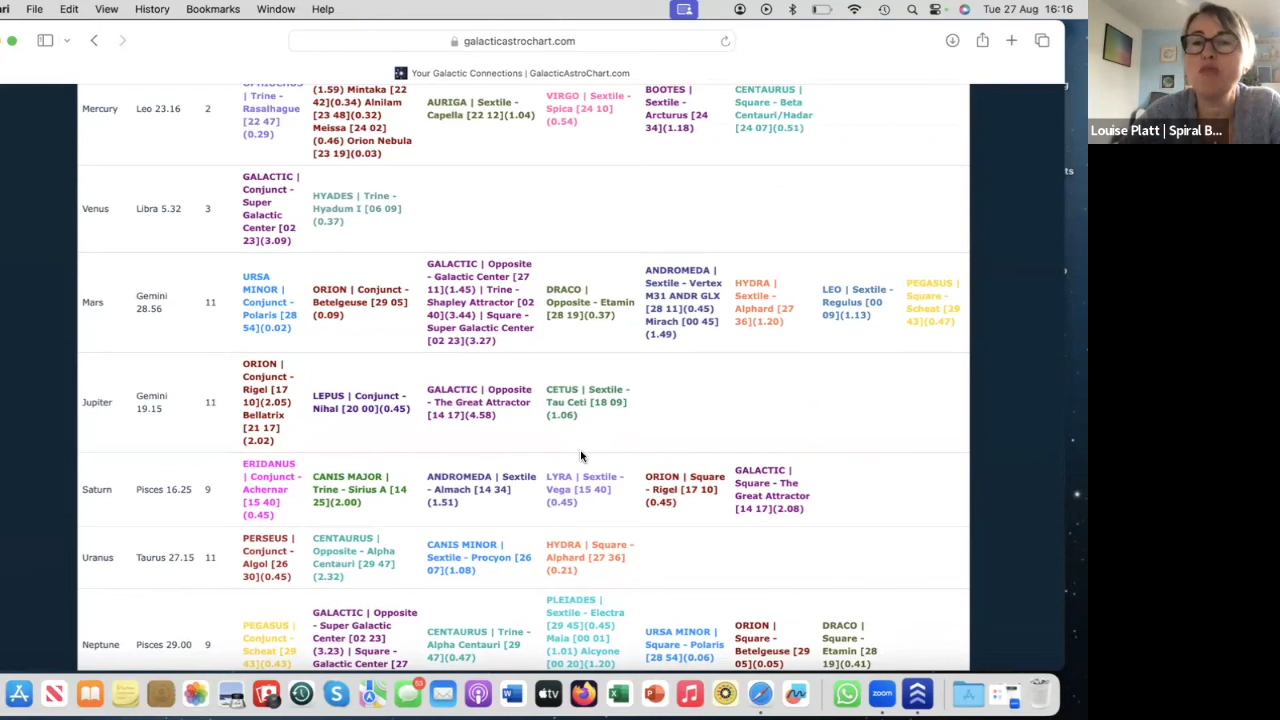 ari File Edit View History Bookmarks Window Help Tue 27 Aug 16:16
galacticastrochart.com
Your Galactic Connections | GalacticAstroChart.com
Louise Platt | Spiral B...
Mercury Leo 23.16 2
| Trine -
Rasalhague
[22 47]
(0.29)
(1.59) Mintaka [22
42](0.34) Alnilam
[23 48](0.32)
Meissa [24 02]
(0.46) Orion Nebula
[23 19](0.03)
AURIGA | Sextile -
Capella [22 12](1.04)
VIRGO | Sextile -
Spica [24 10]
(0.54)
BOOTES |
Sextile -
Arcturus [24
34](1.18)
CENTAURUS |
Square - Beta
Centauri/Hadar
[24 07](0.51)
Venus Libra 5.32 3
GALACTIC |
Conjunct -
Super
Galactic
Center [02
23](3.09)
HYADES | Trine -
Hyadum I [06 09]
(0.37)
Mars Gemini
28.56 11
URSA
MINOR |
Conjunct -
Polaris [28
54](0.02)
ORION | Conjunct -
Betelgeuse [29 05]
(0.09)
GALACTIC | Opposite
- Galactic Center [27
11](1.45) | Trine -
Shapley Attractor [02
40](3.44) | Square -
Super Galactic Center
[02 23](3.27)
DRACO |
Opposite - Etamin
[28 19](0.37)
ANDROMEDA |
Sextile - Vertex
M31 ANDR GLX
[28 11](0.45)
Mirach [00 45]
(1.49)
HYDRA |
Sextile -
Alphard [27
36](1.20)
LEO | Sextile -
Regulus [00
09](1.13)
PEGASUS |
Square -
Scheat [29
43](0.47)
Jupiter Gemini
19.15 11
ORION |
Conjunct -
Rigel [17
10](2.05)
Bellatrix
[21 17]
(2.02)
LEPUS | Conjunct -
Nihal [20 00](0.45)
GALACTIC | Opposite
- The Great Attractor
[14 17](4.58)
CETUS | Sextile -
Tau Ceti [18 09]
(1.06)
Saturn Pisces 16.25 9
ERIDANUS
| Conjunct -
Achernar
[15 40]
(0.45)
CANIS MAJOR |
Trine - Sirius A [14
25](2.00)
ANDROMEDA | Sextile
- Almach [14 34]
(1.51)
LYRA | Sextile -
Vega [15 40]
(0.45)
ORION | Square
- Rigel [17 10]
(0.45)
GALACTIC |
Square - The
Great Attractor
[14 17](2.08)
Uranus Taurus 27.15 11
PERSEUS |
Conjunct -
Algol [26
30](0.45)
CENTAURUS |
Opposite - Alpha
Centauri [29 47]
(2.32)
CANIS MINOR |
Sextile - Procyon [26
07](1.08)
HYDRA | Square -
Alphard [27 36]
(0.21)
Neptune Pisces 29.00 9
PEGASUS |
Conjunct -
Scheat [29
43](0.43)
GALACTIC | Opposite
- Super Galactic
Center [02 23]
(3.23) | Square -
Galactic Center [27
CENTAURUS | Trine -
Alpha Centauri [29
47](0.47)
PLEIADES |
Sextile - Electra
[29 45](0.45)
Maia [00 01]
(1.01) Alcyone
[00 20](1.20)
URSA MINOR |
Square - Polaris
[28 54](0.06)
ORION |
Square -
Betelgeuse [29
05](0.05)
DRACO |
Square -
Etamin [28
19](0.41)
ts
zoom